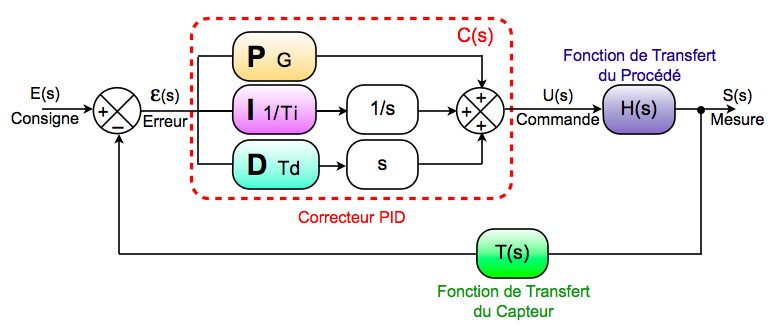 C(s)
Fonction de Transfert
du Procédé
P G
E(s)
Consigne
+
−
Ɛ(s)
Erreur
I 1/Ti
1/s
+
+
+
U(s)
Commande
H(s)
S(s)
Mesure
D Td
s
Correcteur PID
T(s)
Fonction de Transfert
du Capteur